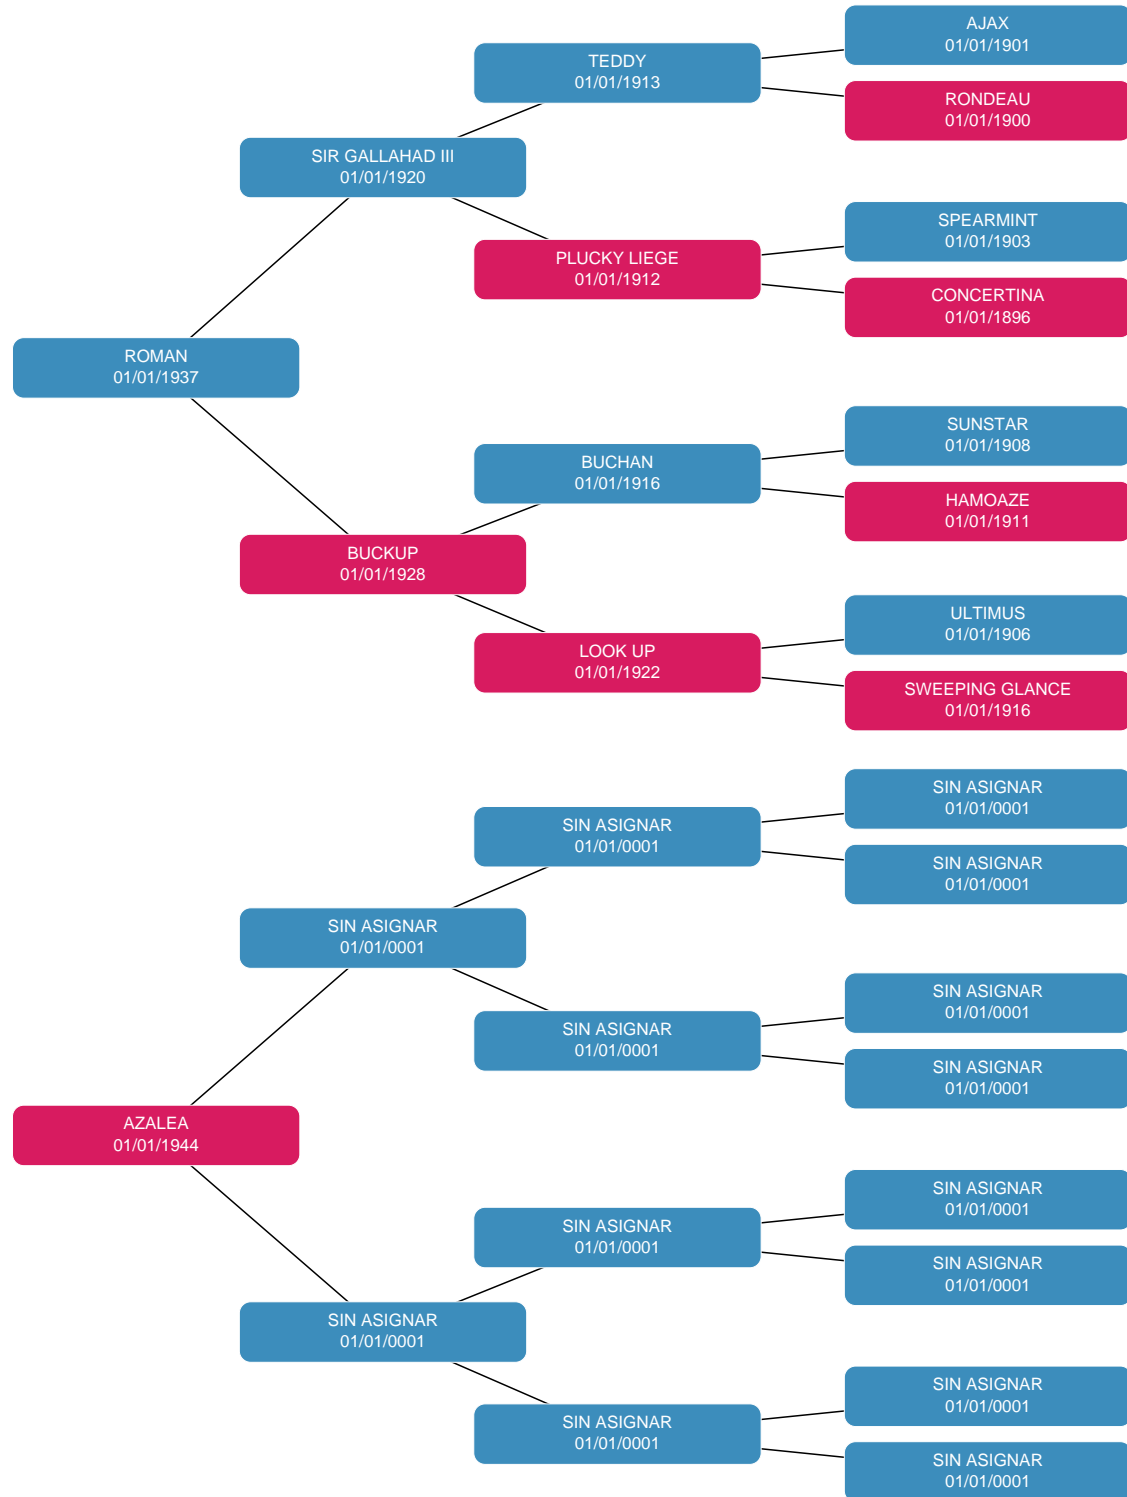 AJAX
01/01/1901
TEDDY
01/01/1913
RONDEAU
01/01/1900
SIR GALLAHAD III
01/01/1920
SPEARMINT
01/01/1903
PLUCKY LIEGE
01/01/1912
CONCERTINA
01/01/1896
ROMAN
01/01/1937
SUNSTAR
01/01/1908
BUCHAN
01/01/1916
HAMOAZE
01/01/1911
BUCKUP
01/01/1928
ULTIMUS
01/01/1906
LOOK UP
01/01/1922
SWEEPING GLANCE
01/01/1916
SIN ASIGNAR
01/01/0001
SIN ASIGNAR
01/01/0001
SIN ASIGNAR
01/01/0001
SIN ASIGNAR
01/01/0001
SIN ASIGNAR
01/01/0001
SIN ASIGNAR
01/01/0001
SIN ASIGNAR
01/01/0001
AZALEA
01/01/1944
SIN ASIGNAR
01/01/0001
SIN ASIGNAR
01/01/0001
SIN ASIGNAR
01/01/0001
SIN ASIGNAR
01/01/0001
SIN ASIGNAR
01/01/0001
SIN ASIGNAR
01/01/0001
SIN ASIGNAR
01/01/0001